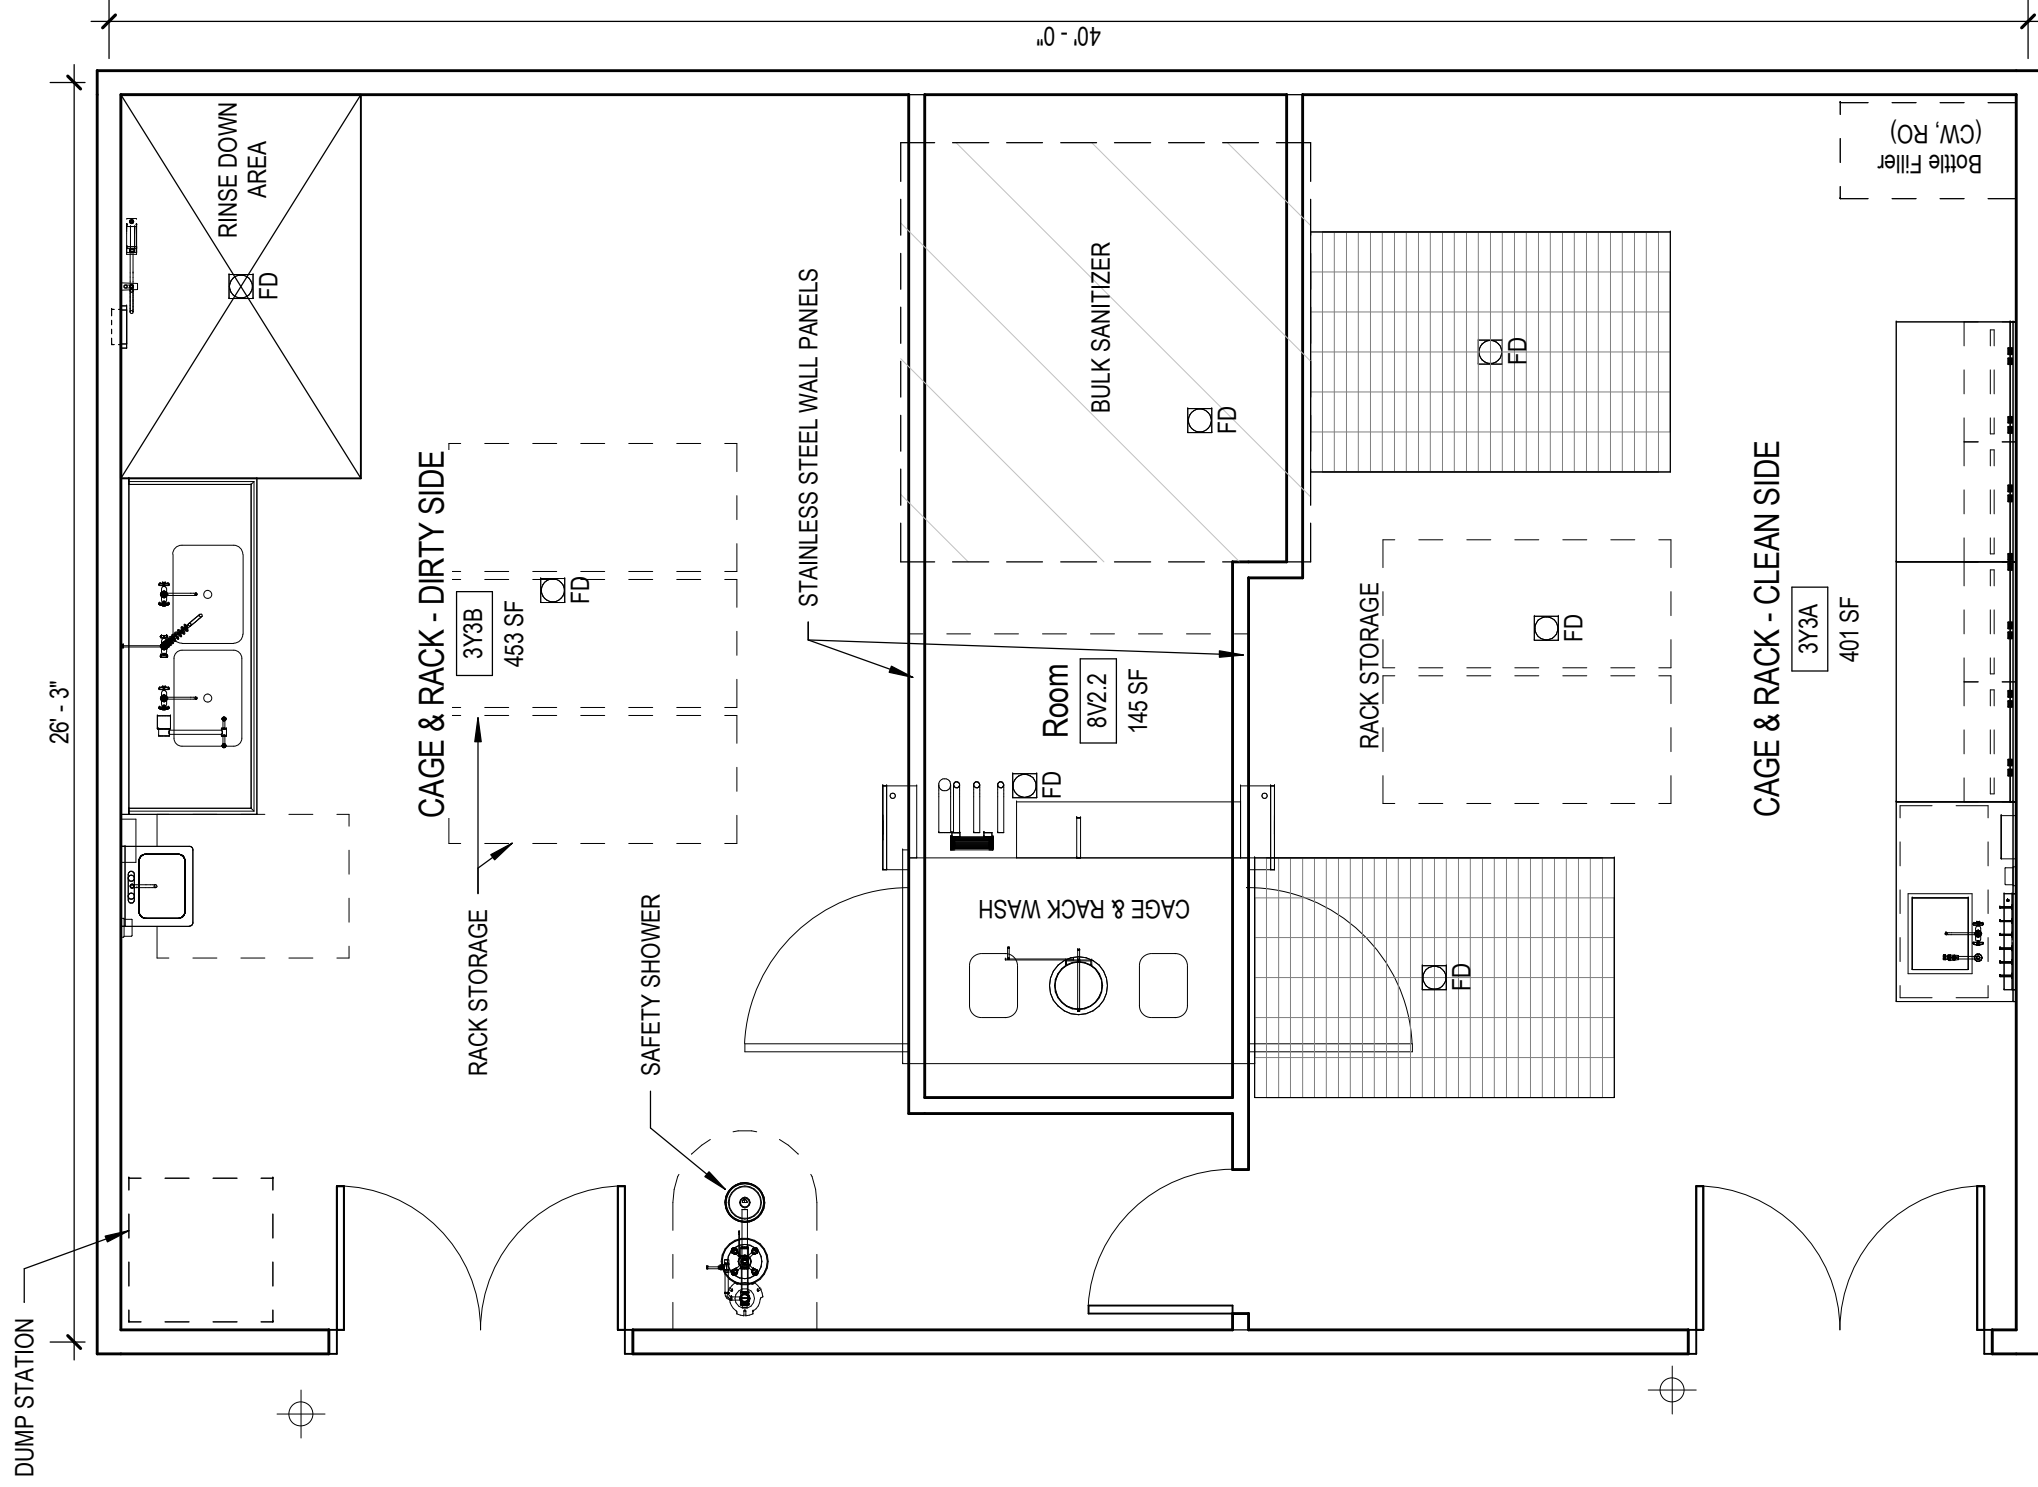 40' - 0"
26' - 3"
RINSE DOWN
AREA
FD
CAGE & RACK - DIRTY SIDE
3Y3B
453 SF
FD
RACK STORAGE
SAFETY SHOWER
DUMP STATION
STAINLESS STEEL WALL PANELS
BULK SANITIZER
FD
Room
8V2.2
145 SF
FD
CAGE & RACK WASH
Bottle Filler
(CW, RO)
FD
RACK STORAGE
FD
CAGE & RACK - CLEAN SIDE
3Y3A
401 SF
FD